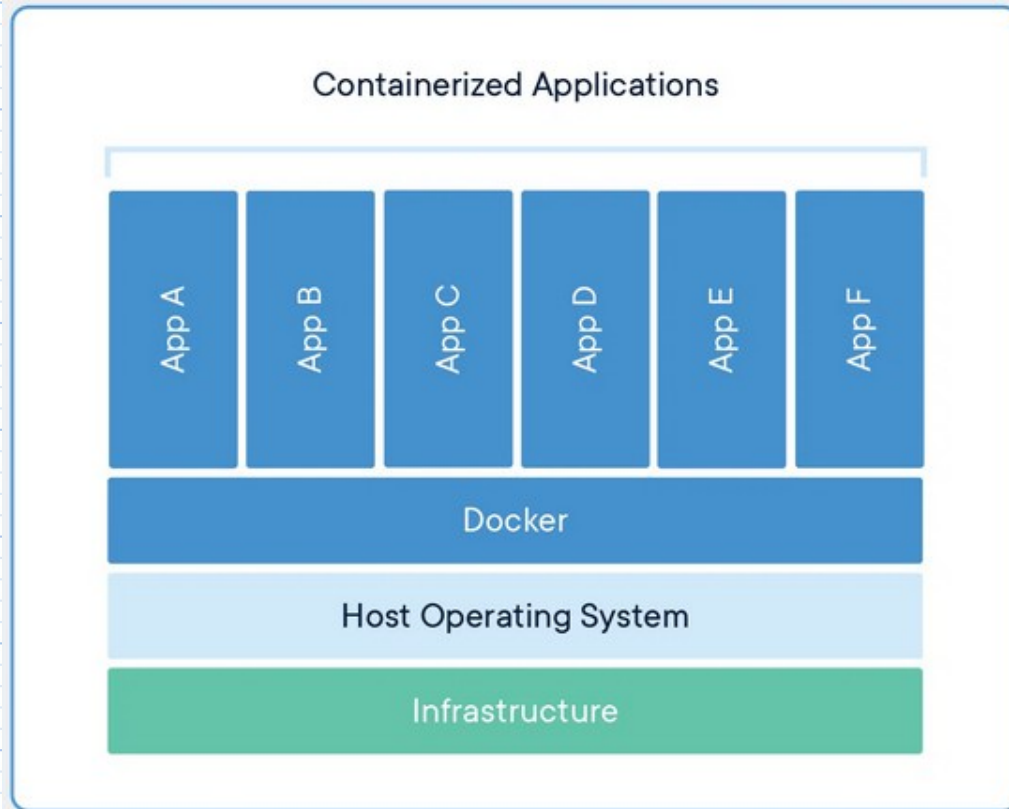 Containerized Applications
App A
App B
App C
App D
App E
App F
Docker
Host Operating System
Infrastructure